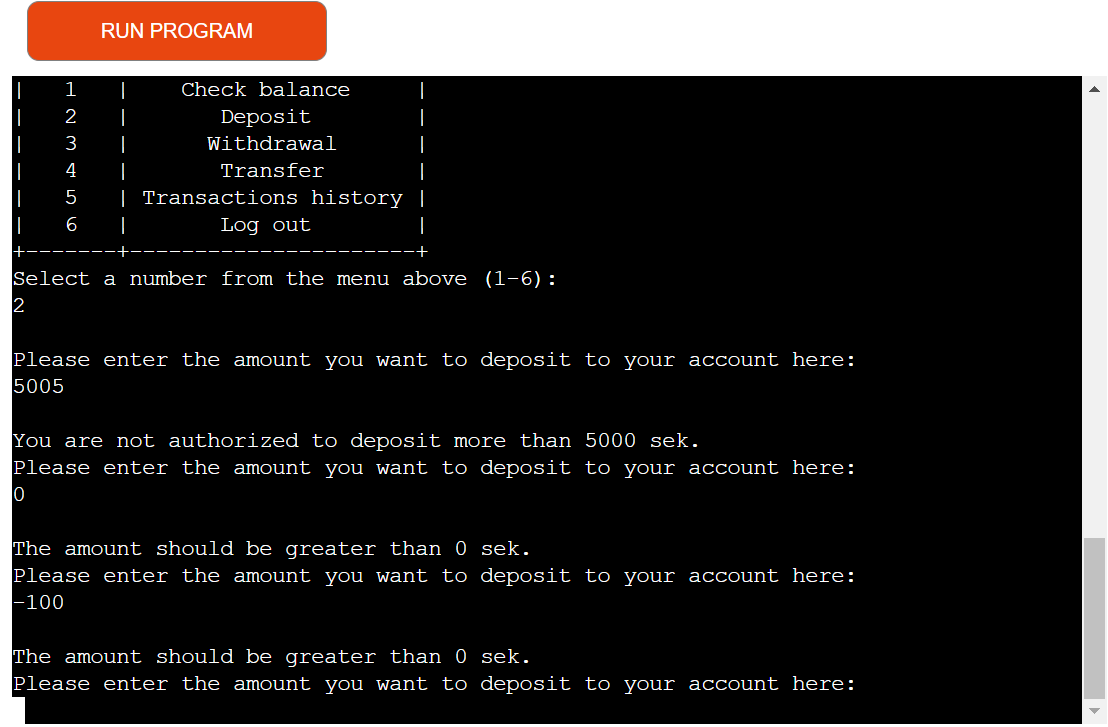 RUN PROGRAM
|   1   |    Check balance     |
|   2   |       Deposit        |
|   3   |      Withdrawal      |
|   4   |       Transfer       |
|   5   | Transactions history |
|   6   |       Log out        |
+-------+----------------------+
Select a number from the menu above (1-6):
2
Please enter the amount you want to deposit to your account here:
5005
You are not authorized to deposit more than 5000 sek.
Please enter the amount you want to deposit to your account here:
0
The amount should be greater than 0 sek.
Please enter the amount you want to deposit to your account here:
-100
The amount should be greater than 0 sek.
Please enter the amount you want to deposit to your account here: